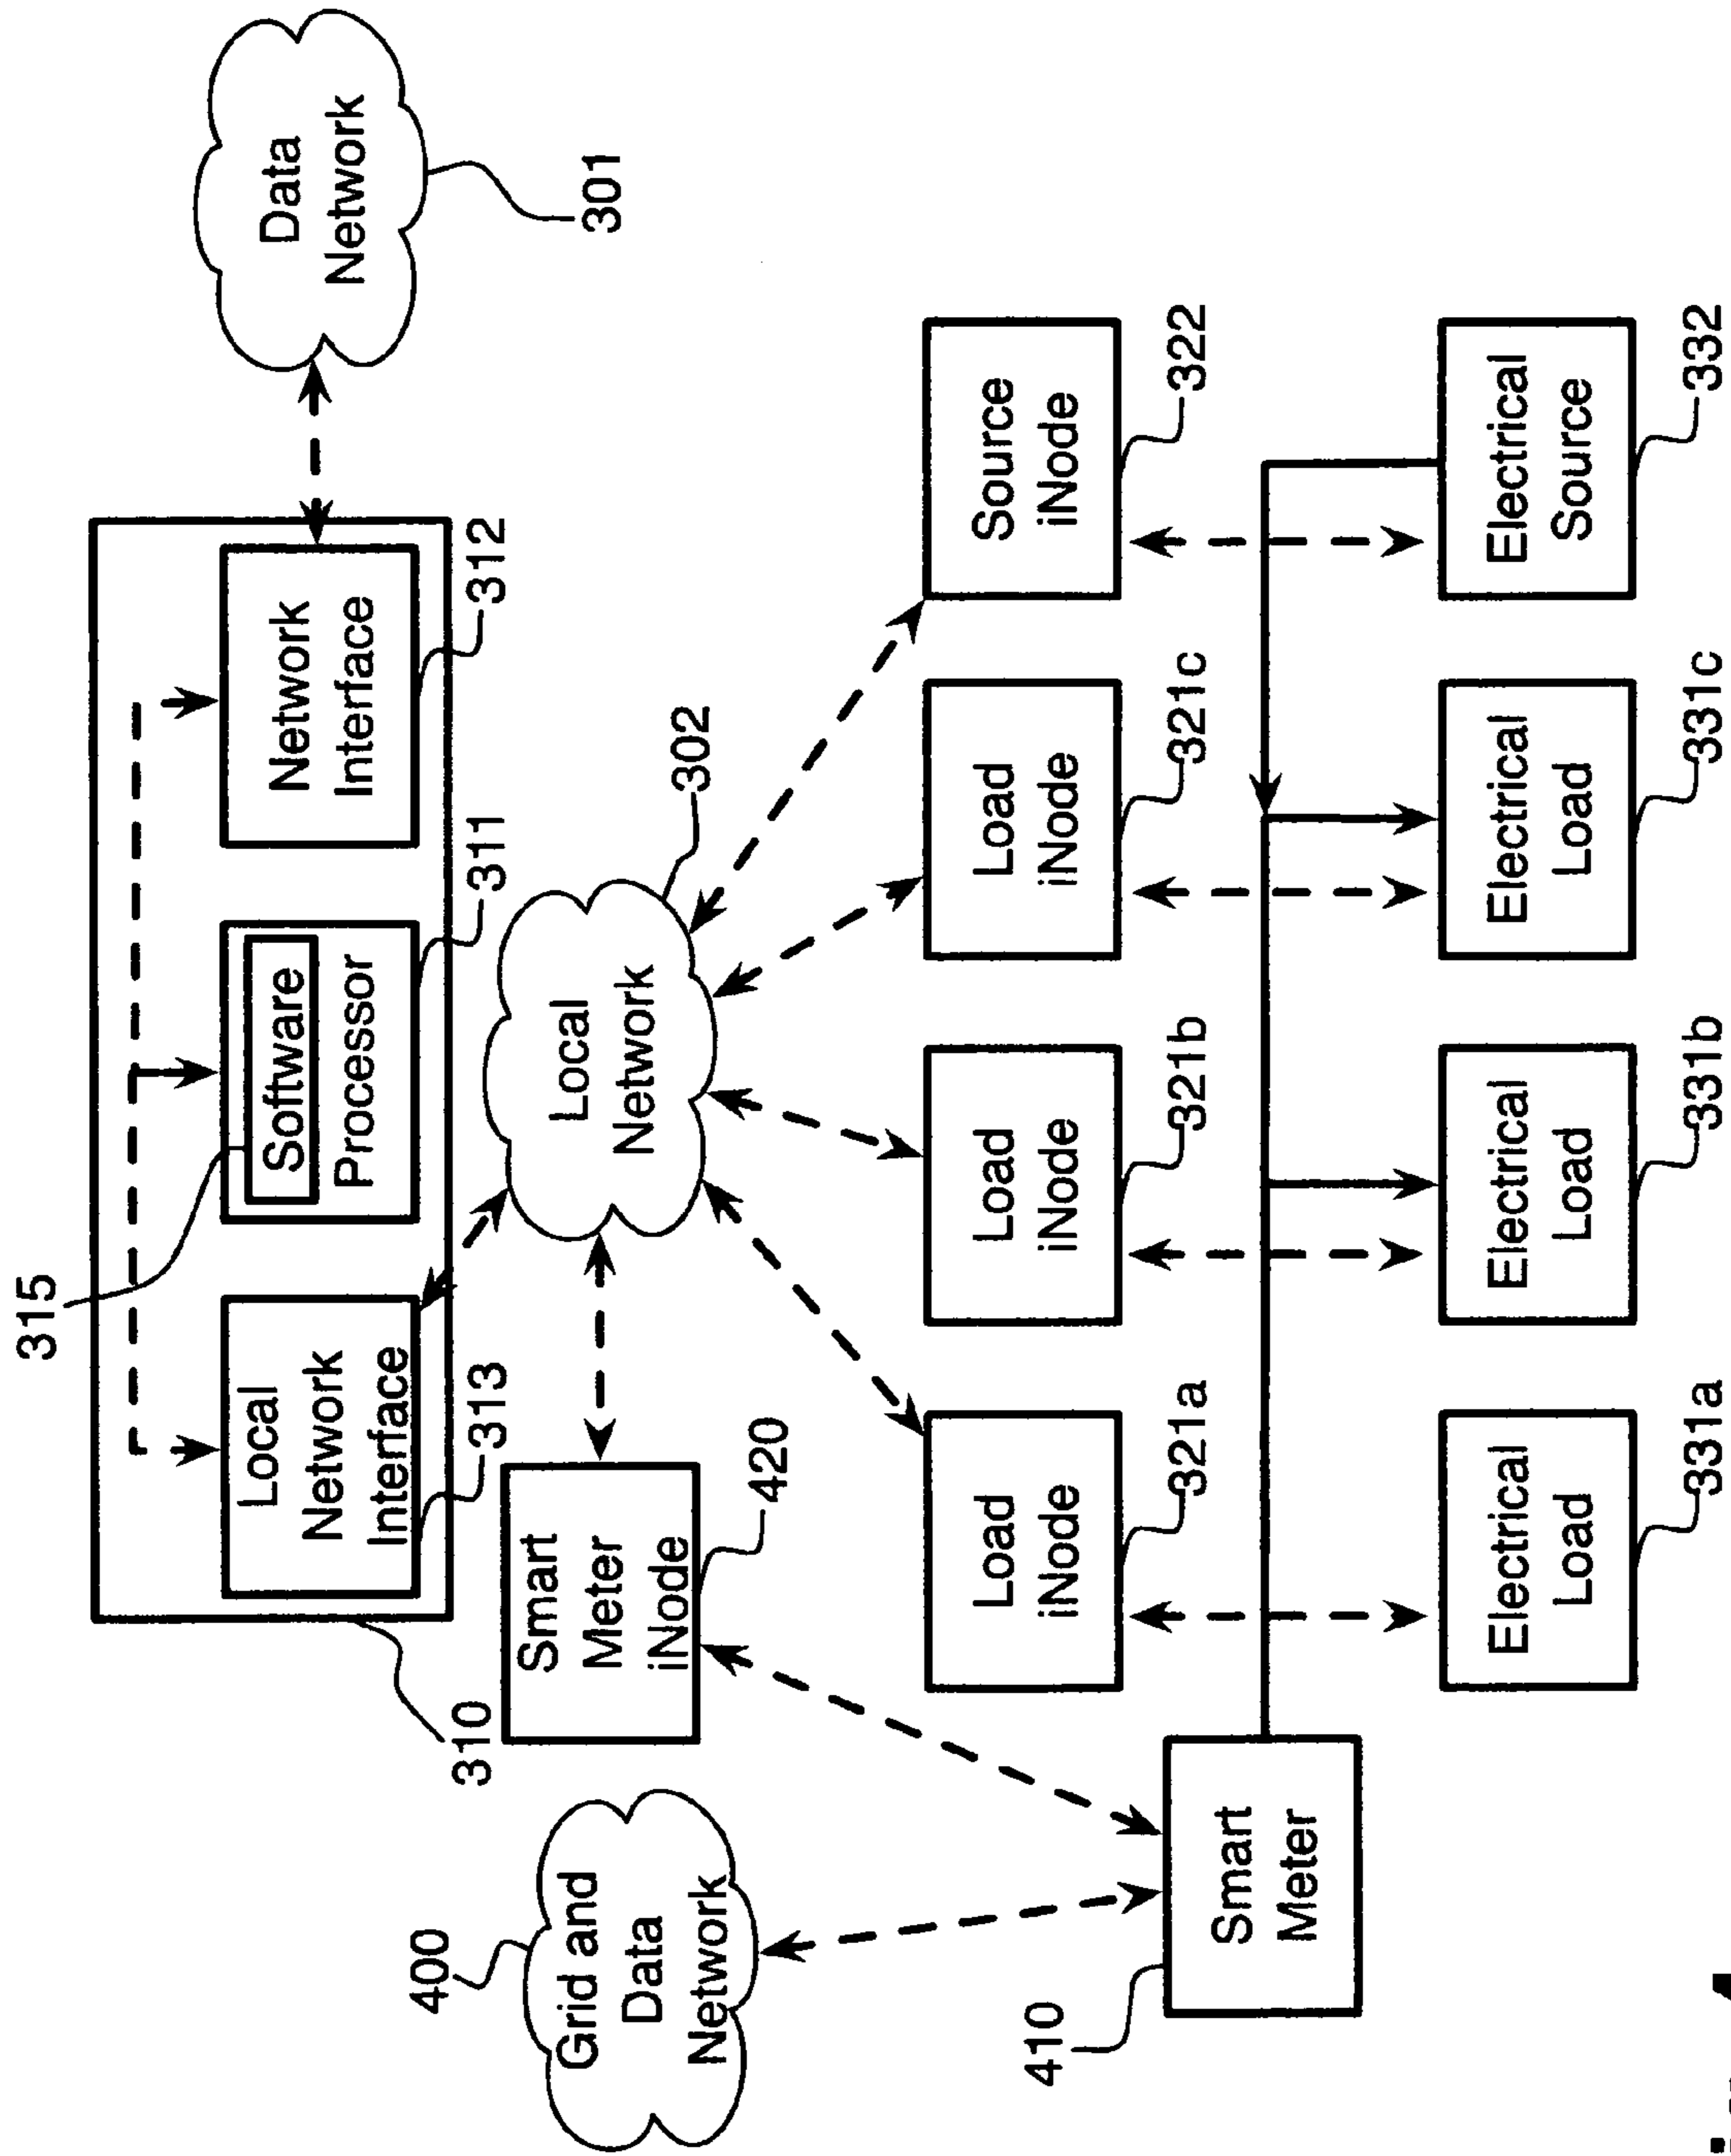 315
310
Local
Network
Interface
313
Software
Processor
311
Network
Interface
312
Data
Network
301
400
Grid and
Data
Network
Smart
Meter
iNode
420
Local
Network
302
410
Smart
Meter
Load
iNode
321a
Load
iNode
321b
Load
iNode
321c
Source
iNode
322
Electrical
Load
331a
Electrical
Load
331b
Electrical
Load
331c
Electrical
Source
332